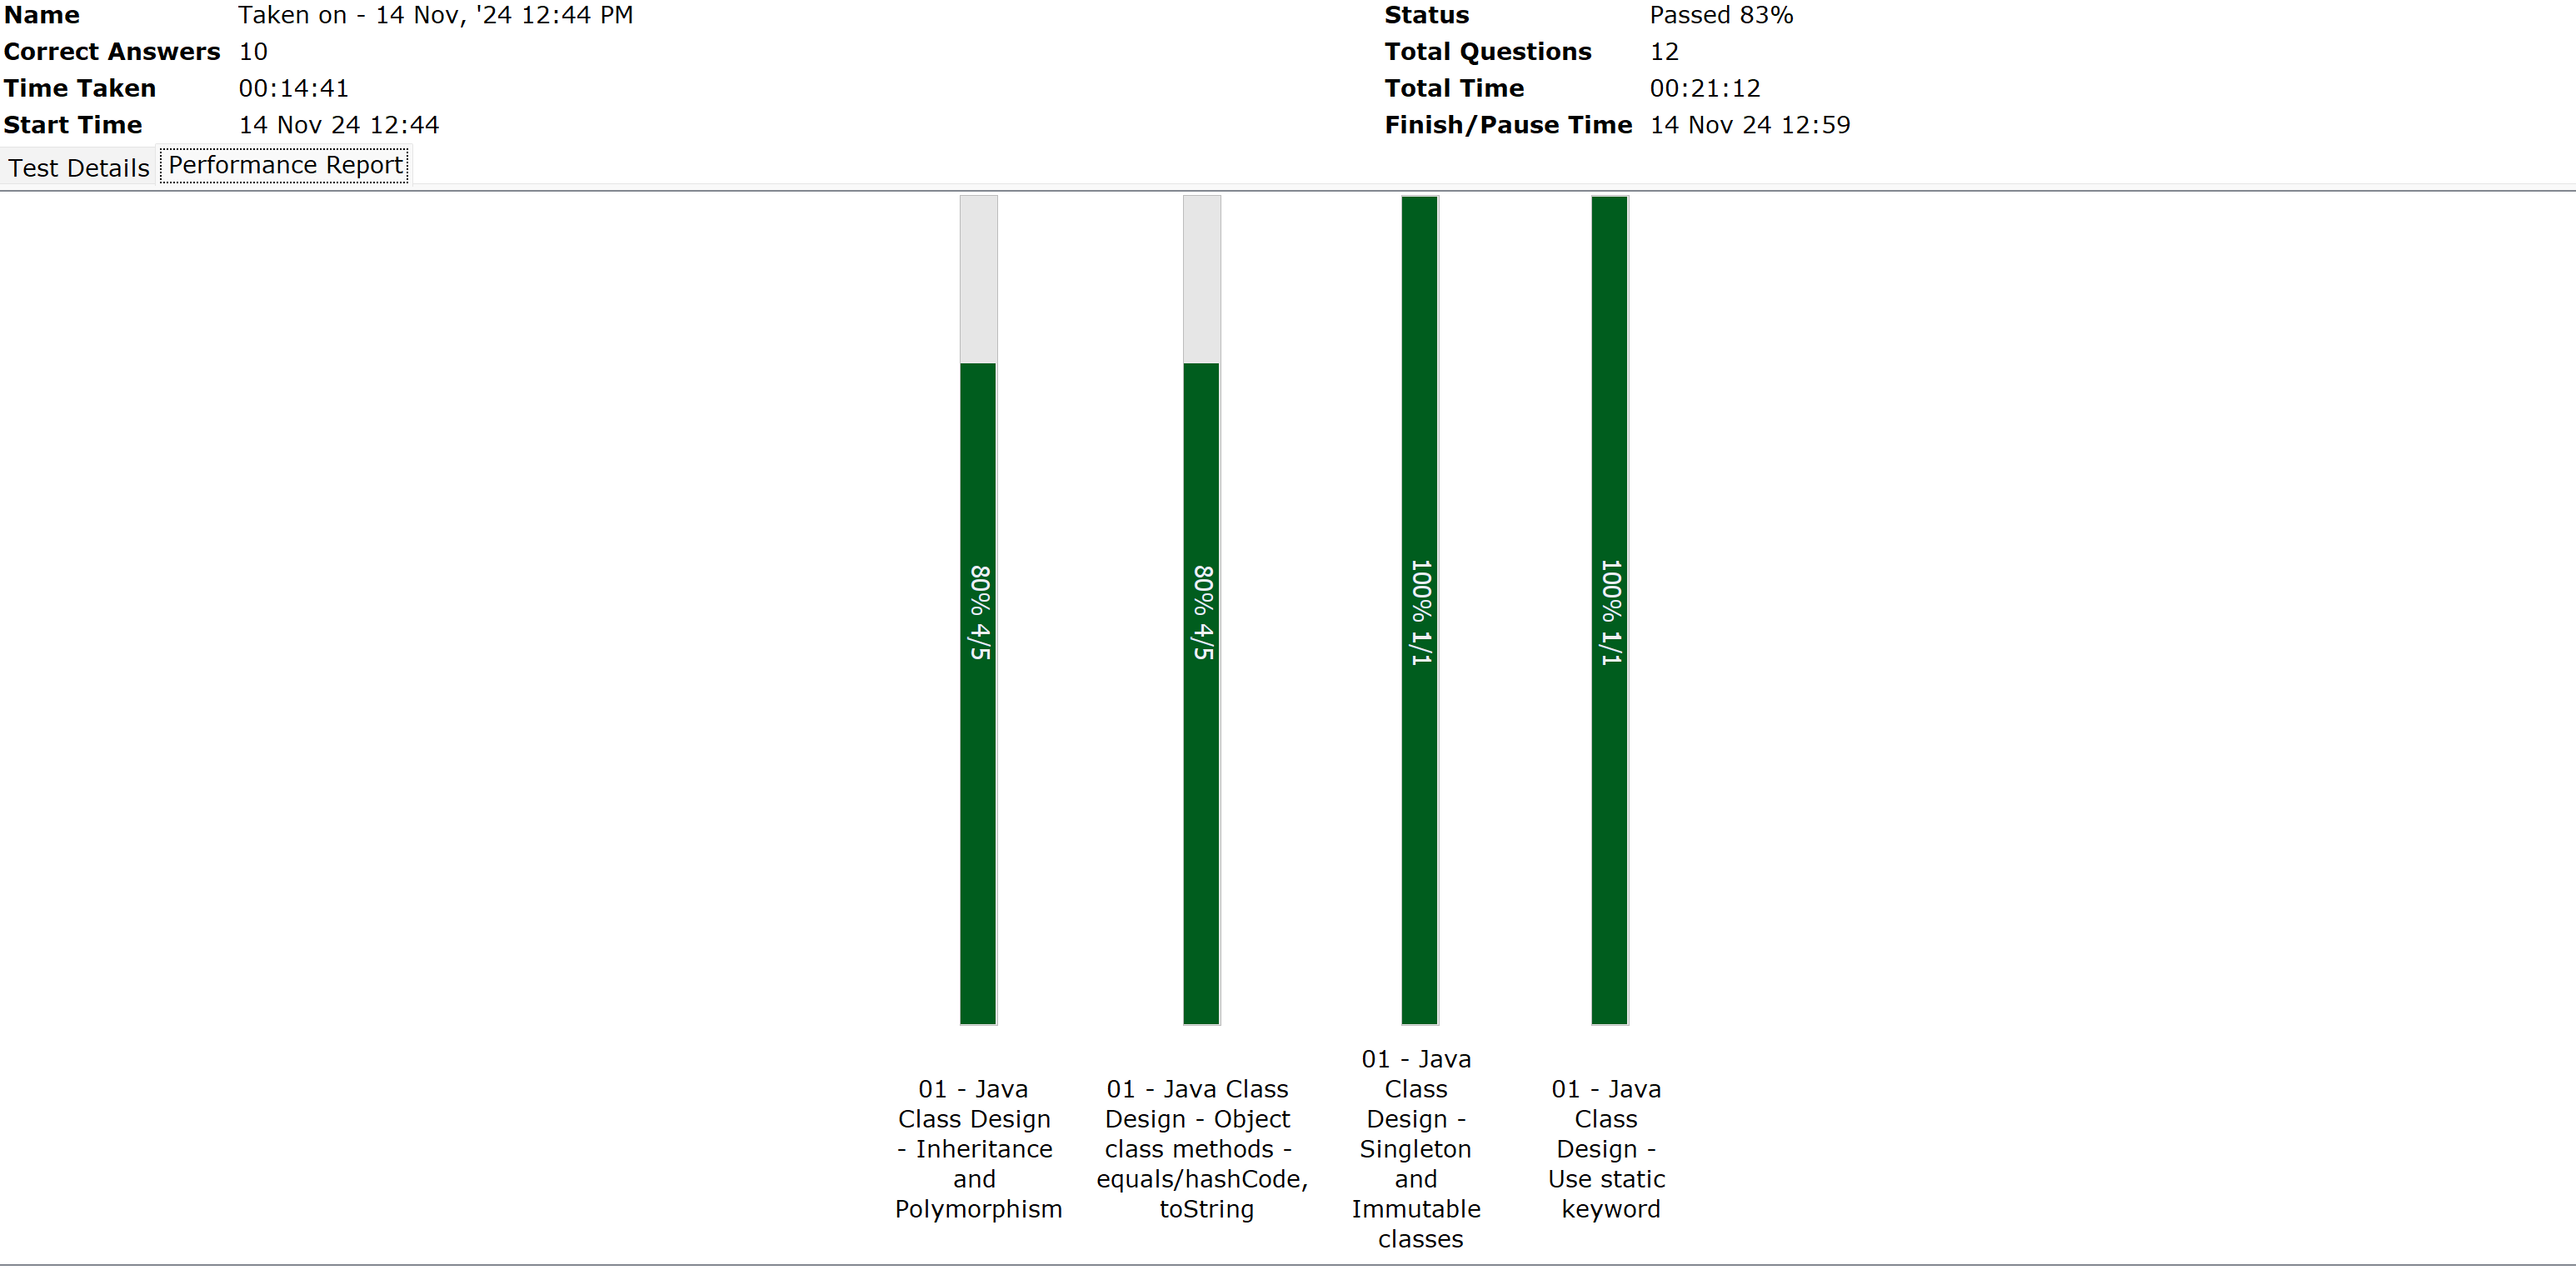 Name Taken on - 14 Nov, '24 12:44 PM Status Passed 83%
Correct Answers 10 Total Questions 12
Time Taken 00:14:41 Total Time 00:21:12
Start Time 14 Nov 24 12:44 Finish/Pause Time 14 Nov 24 12:59
Test Details Performance Report
80% 4/5
80% 4/5
100% 1/1
100% 1/1
01 - Java
Class Design
- Inheritance
and
Polymorphism
01 - Java Class
Design - Object
class methods -
equals/hashCode,
toString
01 - Java
Class
Design -
Singleton
and
Immutable
classes
01 - Java
Class
Design -
Use static
keyword